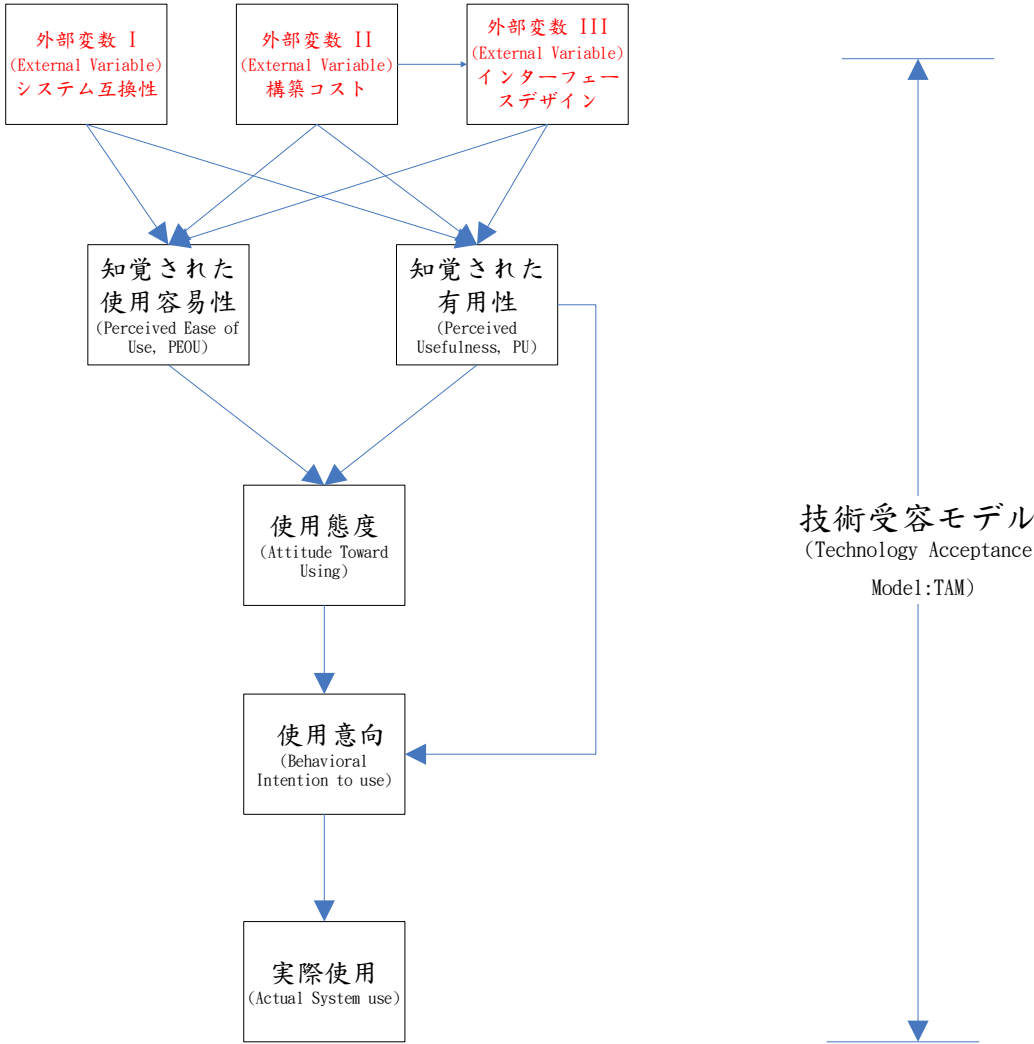 外部変数 I
(External Variable)
システム互換性
外部変数 II
(External Variable)
構築コスト
外部変数 III
(External Variable)
インターフェー
スデザイン
知覚された
使用容易性
(Perceived Ease of
Use, PEOU)
知覚された
有用性
(Perceived
Usefulness, PU)
使用態度
(Attitude Toward
Using)
使用意向
(Behavioral
Intention to use)
実際使用
(Actual System use)
技術受容モデル
(Technology Acceptance
Model:TAM)